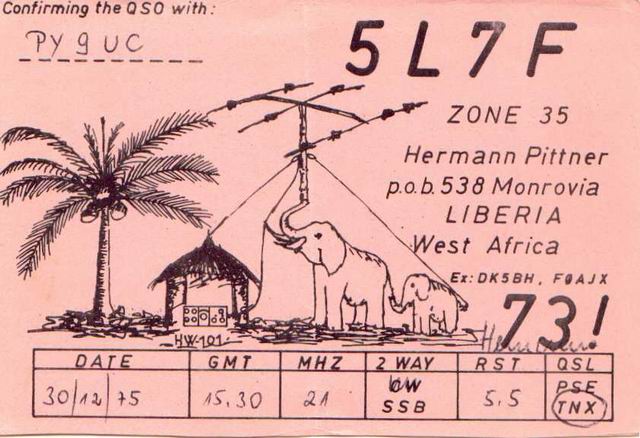 Confirming the QSO with:
PY9UC
5L7F
ZONE 35
Hermann Pittner
p.o.b. 538 Monrovia
LIBERIA
West Africa
Ex: DK5BH, F0AJX
73!
HW-101
DATE GMT MHZ 2 WAY RST QSL
30/12/75 15.30 21 CW SSB 5.5 PSE TNX